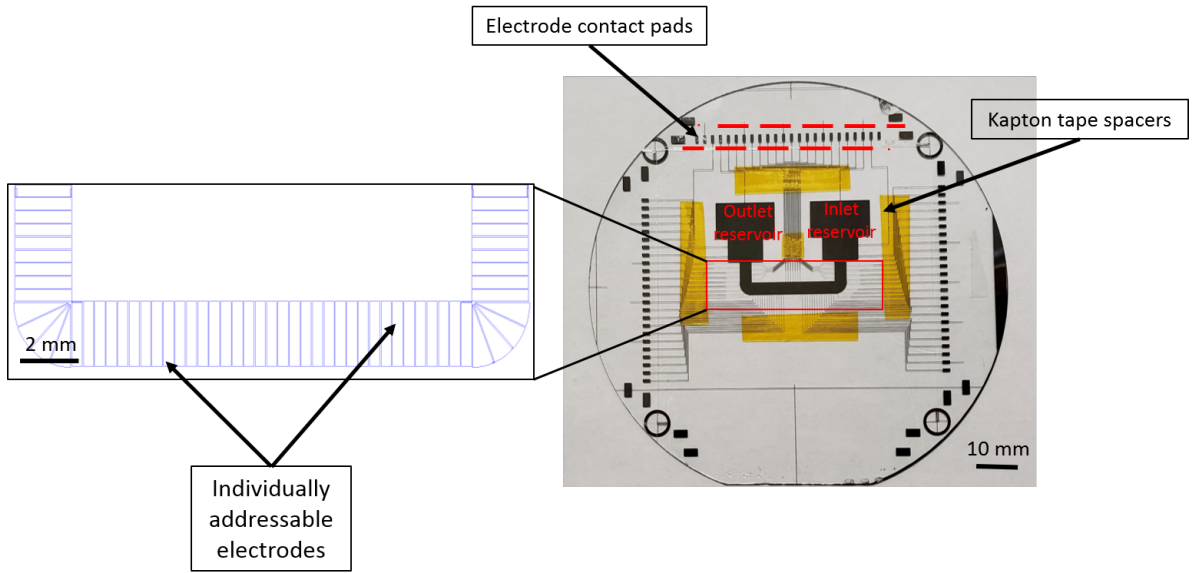 Electrode contact pads
Kapton tape spacers
Outlet
reservoir
Inlet
reservoir
2 mm
10 mm
Individually
addressable
electrodes